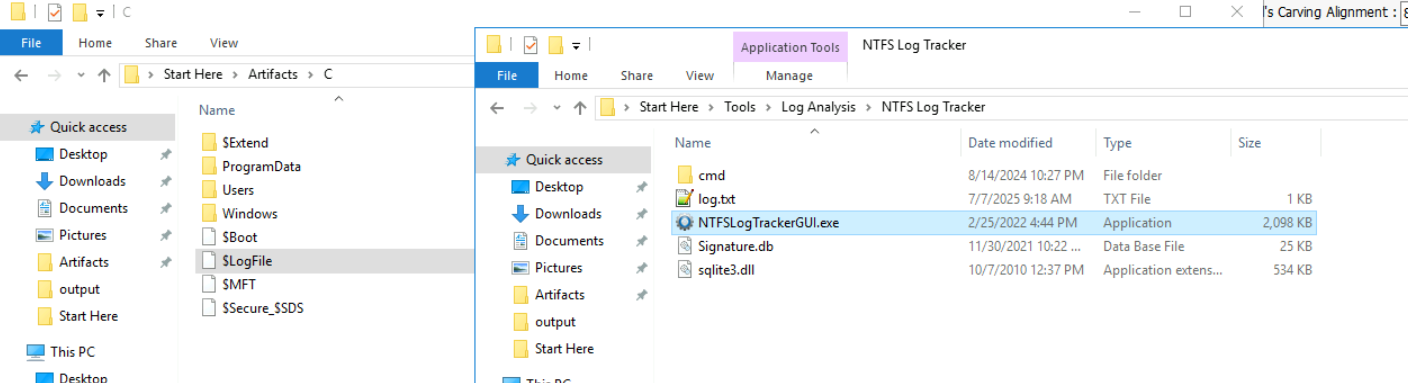 C
File Home Share View
Start Here > Artifacts > C
Name
Quick access
Desktop
Downloads
Documents
Pictures
Artifacts
output
Start Here
This PC
Desktop
$Extend
ProgramData
Users
Windows
$Boot
$LogFile
$MFT
$Secure_$SDS
's Carving Alignment :
Application Tools NTFS Log Tracker
File Home Share View Manage
Start Here > Tools > Log Analysis > NTFS Log Tracker
Quick access
Desktop
Downloads
Documents
Pictures
Artifacts
output
Start Here
This PC
Name Date modified Type Size
cmd 8/14/2024 10:27 PM File folder
log.txt 7/7/2025 9:18 AM TXT File 1 KB
NTFSLogTrackerGUI.exe 2/25/2022 4:44 PM Application 2,098 KB
Signature.db 11/30/2021 10:22 ... Data Base File 25 KB
sqlite3.dll 10/7/2010 12:37 PM Application extens... 534 KB